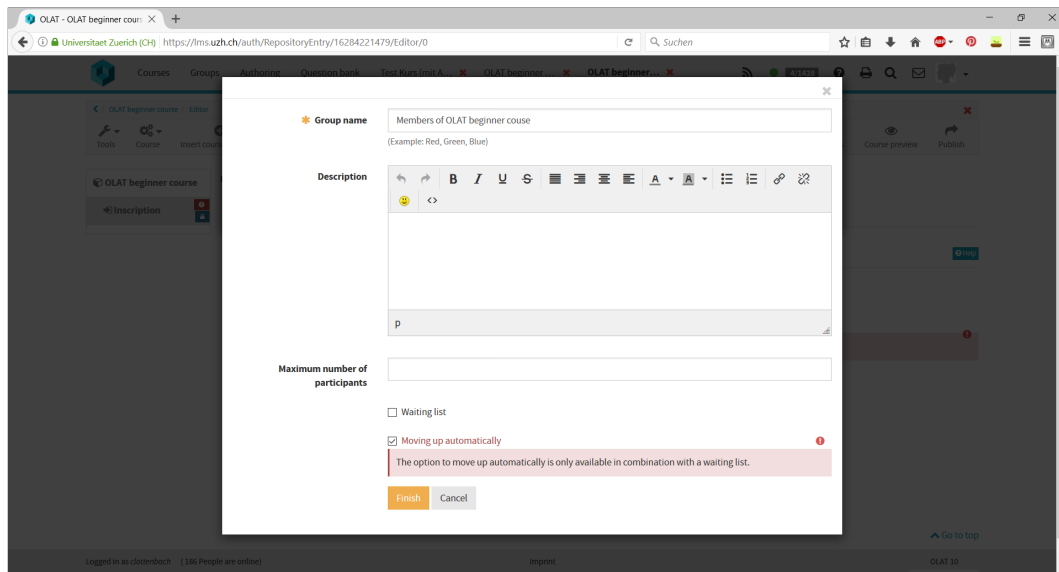 OLAT - OLAT beginner cours
Universitaet Zuerich (CH) https://lms.uzh.ch/auth/RepositoryEntry/16284221479/Editor/0
Suchen
ABP
Courses Groups Authoring Question bank Test Kurs (mit A... OLAT beginner ... OLAT beginner...
OLAT beginner course Editor
Tools Course Insert cour
Course preview Publish
OLAT beginner course
Inscription
Help
Group name
Members of OLAT beginner couse
(Example: Red, Green, Blue)
Description
B I U S A A
p
Maximum number of
participants
Waiting list
Moving up automatically
The option to move up automatically is only available in combination with a waiting list.
Finish Cancel
Go to top
Logged in as clottenbach (166 People are online) Imprint OLAT 10